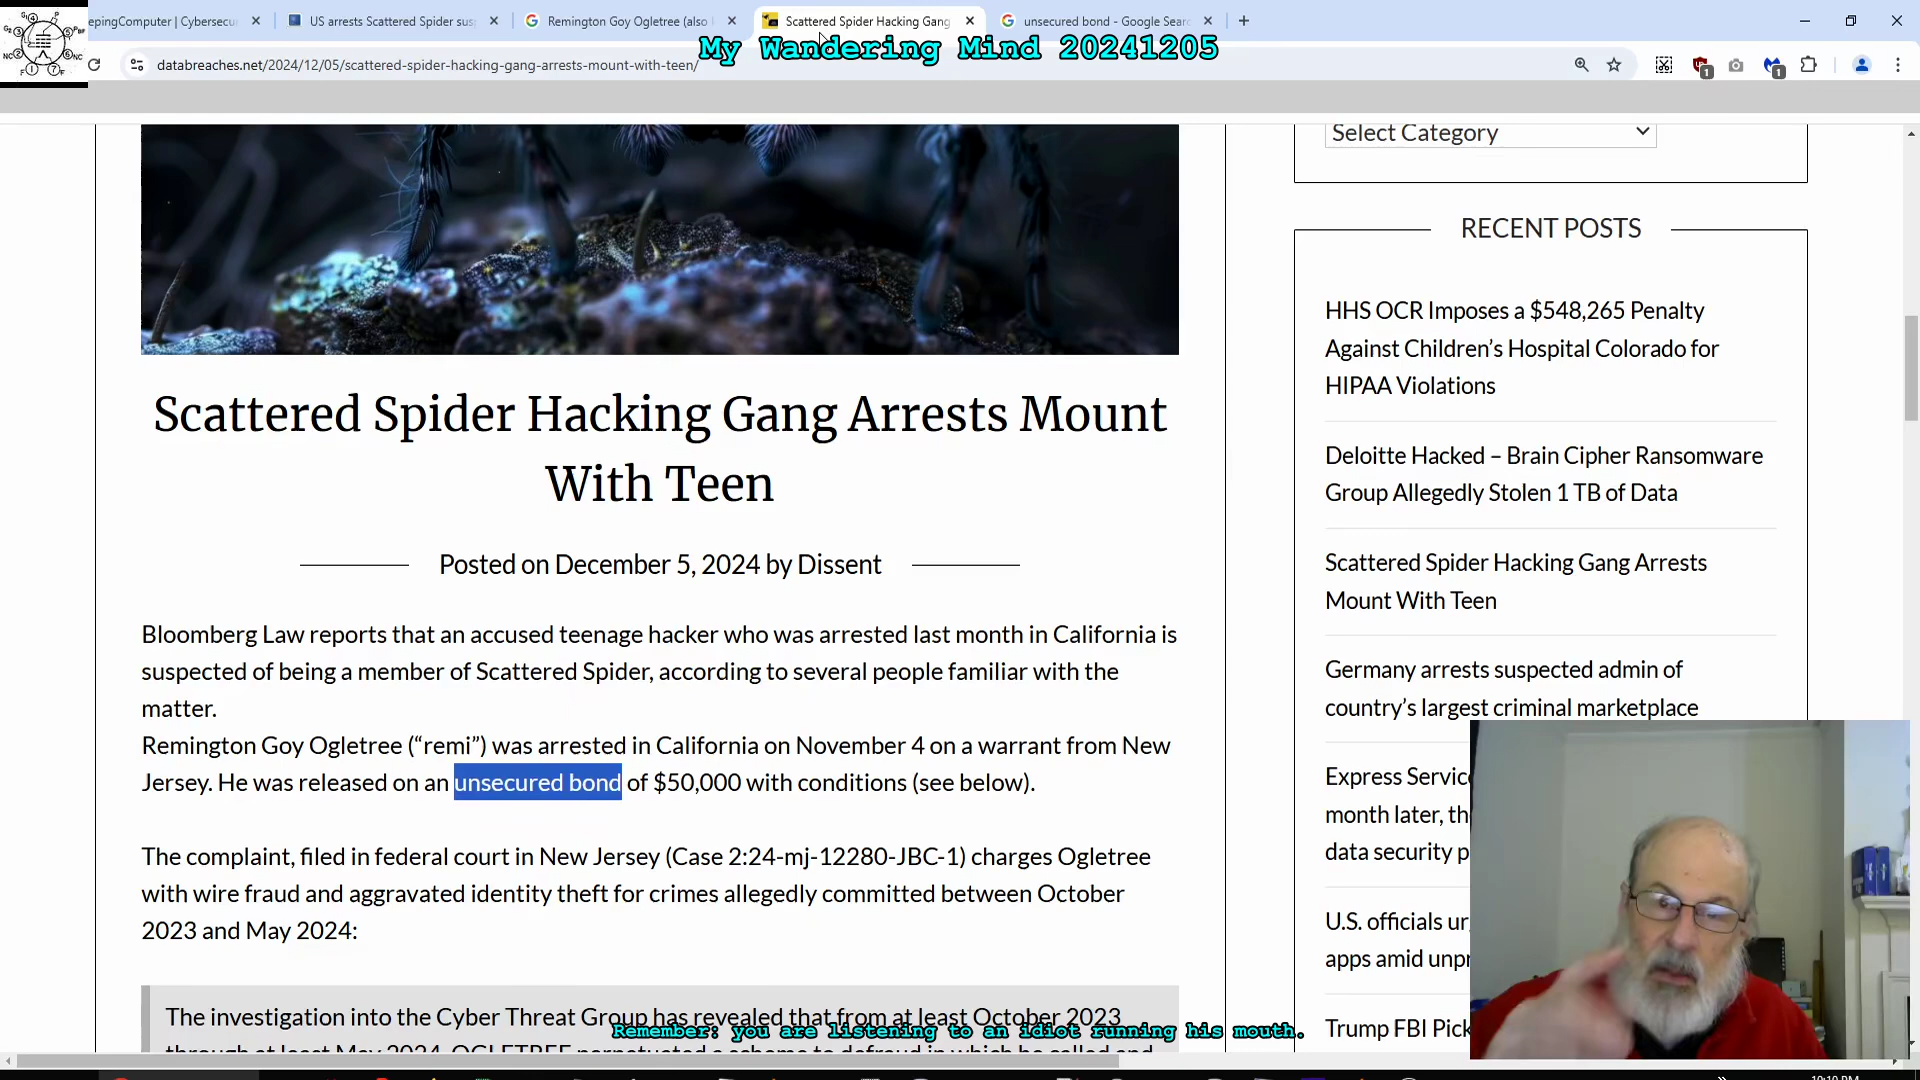 epingComputer | Cybersecu
US arrests Scattered Spider sus
Remington Goy Ogletree (also
Scattered Spider Hacking Gang
unsecured bond - Google Searc
My Wandering Mind 20241205
databreaches.net/2024/12/05/scattered-spider-hacking-gang-arrests-mount-with-teen/
1
1
Select Category
Scattered Spider Hacking Gang Arrests Mount
With Teen
Posted on December 5, 2024 by Dissent
Bloomberg Law reports that an accused teenage hacker who was arrested last month in California is
suspected of being a member of Scattered Spider, according to several people familiar with the
matter.
Remington Goy Ogletree (“remi”) was arrested in California on November 4 on a warrant from New
Jersey. He was released on an unsecured bond of $50,000 with conditions (see below).
The complaint, filed in federal court in New Jersey (Case 2:24-mj-12280-JBC-1) charges Ogletree
with wire fraud and aggravated identity theft for crimes allegedly committed between October
2023 and May 2024:
The investigation into the Cyber Threat Group has revealed that from at least October 2023
through at least May 2024, OGLETREE perpetuated a scheme to defraud in which he called and
RECENT POSTS
HHS OCR Imposes a $548,265 Penalty
Against Children’s Hospital Colorado for
HIPAA Violations
Deloitte Hacked – Brain Cipher Ransomware
Group Allegedly Stolen 1 TB of Data
Scattered Spider Hacking Gang Arrests
Mount With Teen
Germany arrests suspected admin of
country’s largest criminal marketplace
Express Service
month later, th
data security p
U.S. officials ur
apps amid unpr
Trump FBI Pick
Remember: you are listening to an idiot running his mouth.
10:10 PM